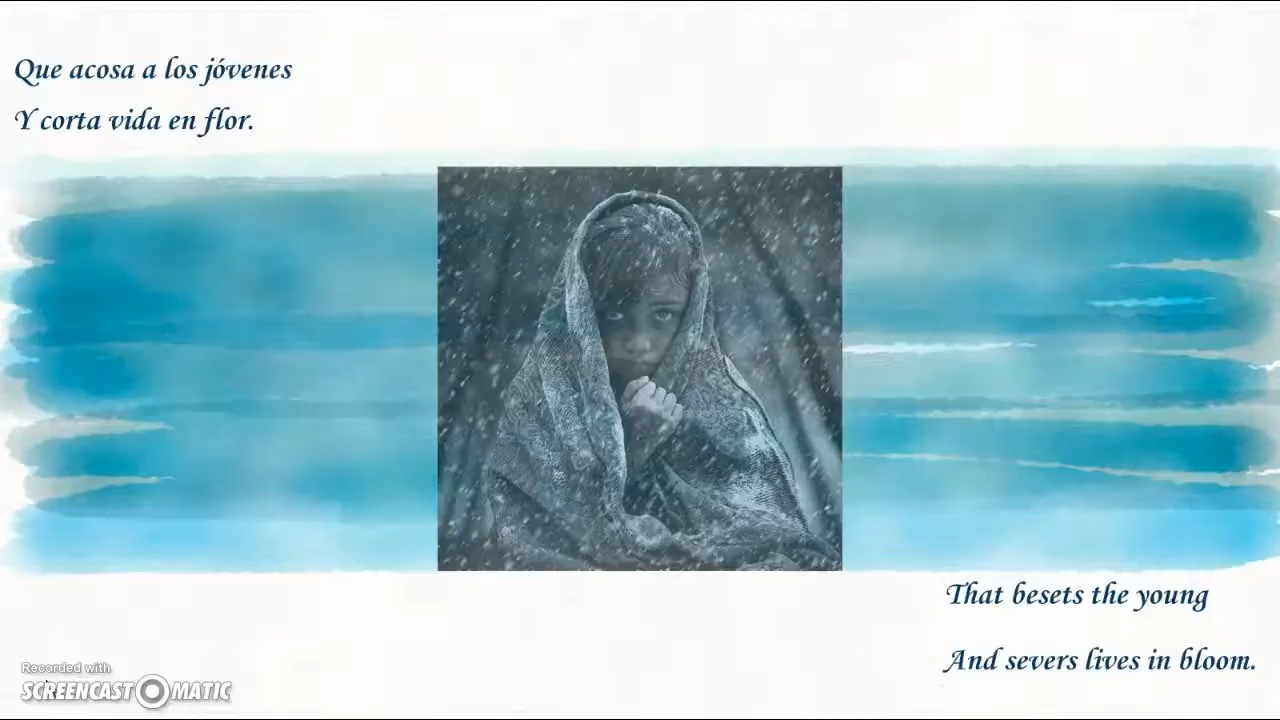 Que acosa a los jóvenes
Y corta vida en flor.
That besets the young
And severs lives in bloom.
Recorded with
SCREENCAST MATIC